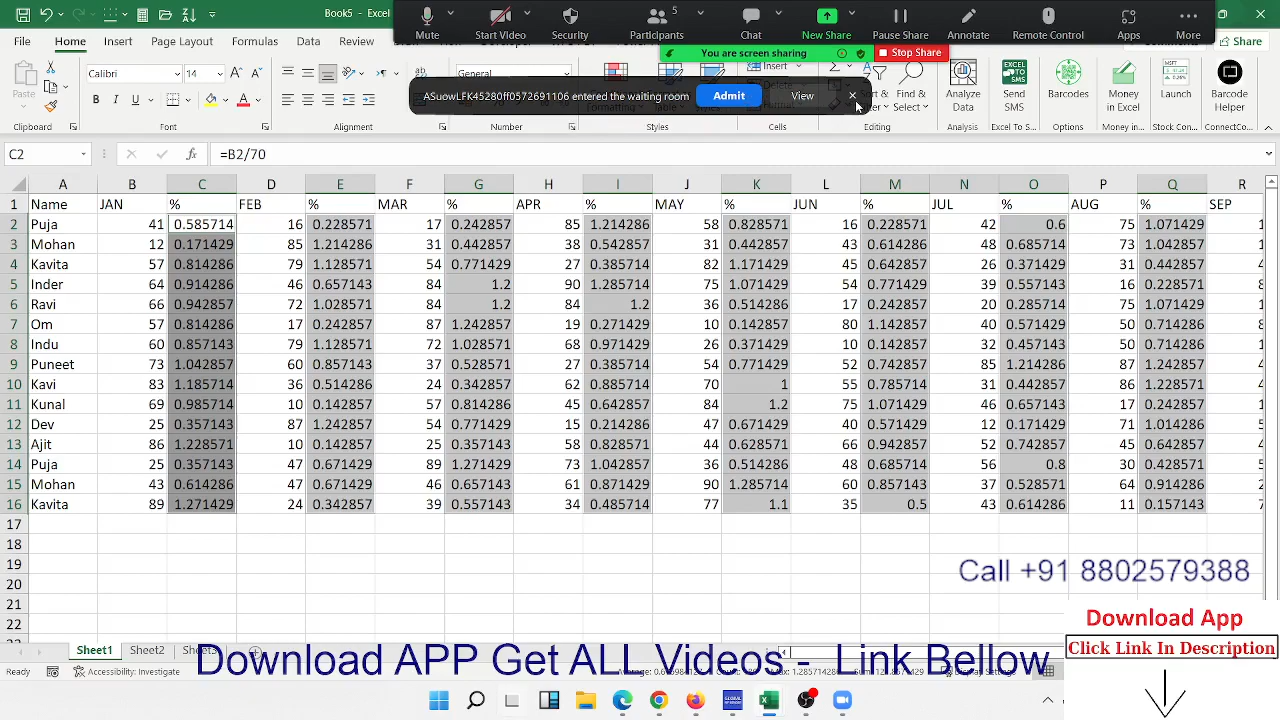 Book5 - Excel
Mute
Start Video
Security
Participants
5
Chat
New Share
Pause Share
Annotate
Remote Control
Apps
More
You are screen sharing
Stop Share
File
Home
Insert
Page Layout
Formulas
Data
Review
Share
ASuowLFK45280ff0572691106 entered the waiting room
Admit
View
Paste
Calibri
14
General
Insert
Delete
Find &
Select
Analyze
Data
Excel To
SMS
Barcodes
Money
in Excel
Launch
Barcode
Helper
Clipboard
Font
Alignment
Number
Styles
Cells
Editing
Analysis
Excel To S...
Options
Money in...
Stock Con...
ConnectCo...
C2
=B2/70
A B C D E F G H I J K L M N O P Q R
1 Name JAN % FEB % MAR % APR % MAY % JUN % JUL % AUG % SEP
2 Puja 41 0.585714 16 0.228571 17 0.242857 85 1.214286 58 0.828571 16 0.228571 42 0.6 75 1.071429
3 Mohan 12 0.171429 85 1.214286 31 0.442857 38 0.542857 31 0.442857 43 0.614286 48 0.685714 73 1.042857
4 Kavita 57 0.814286 79 1.128571 54 0.771429 27 0.385714 82 1.171429 45 0.642857 26 0.371429 31 0.442857
5 Inder 64 0.914286 46 0.657143 84 1.2 90 1.285714 75 1.071429 54 0.771429 39 0.557143 16 0.228571
6 Ravi 66 0.942857 72 1.028571 84 1.2 84 1.2 36 0.514286 17 0.242857 20 0.285714 75 1.071429
7 Om 57 0.814286 17 0.242857 87 1.242857 19 0.271429 10 0.142857 80 1.142857 40 0.571429 50 0.714286
8 Indu 60 0.857143 79 1.128571 72 1.028571 68 0.971429 26 0.371429 10 0.142857 32 0.457143 50 0.714286
9 Puneet 73 1.042857 60 0.857143 37 0.528571 27 0.385714 54 0.771429 52 0.742857 85 1.214286 87 1.242857
10 Kavi 83 1.185714 36 0.514286 24 0.342857 62 0.885714 70 1 55 0.785714 31 0.442857 86 1.228571
11 Kunal 69 0.985714 10 0.142857 57 0.814286 45 0.642857 84 1.2 75 1.071429 46 0.657143 17 0.242857
12 Dev 25 0.357143 87 1.242857 54 0.771429 15 0.214286 47 0.671429 40 0.571429 12 0.171429 71 1.014286
13 Ajit 86 1.228571 10 0.142857 25 0.357143 58 0.828571 44 0.628571 66 0.942857 52 0.742857 45 0.642857
14 Puja 25 0.357143 47 0.671429 89 1.271429 73 1.042857 36 0.514286 48 0.685714 56 0.8 30 0.428571
15 Mohan 43 0.614286 47 0.671429 46 0.657143 61 0.871429 90 1.285714 60 0.857143 37 0.528571 64 0.914286
16 Kavita 89 1.271429 24 0.342857 39 0.557143 34 0.485714 77 1.1 35 0.5 43 0.614286 11 0.157143
17
18
19
20
21
22
Call +91 8802579388
Download App
Click Link In Description
Sheet1
Sheet2
Download APP Get ALL Videos - Link Bellow
Ready
Accessibility: Investigate